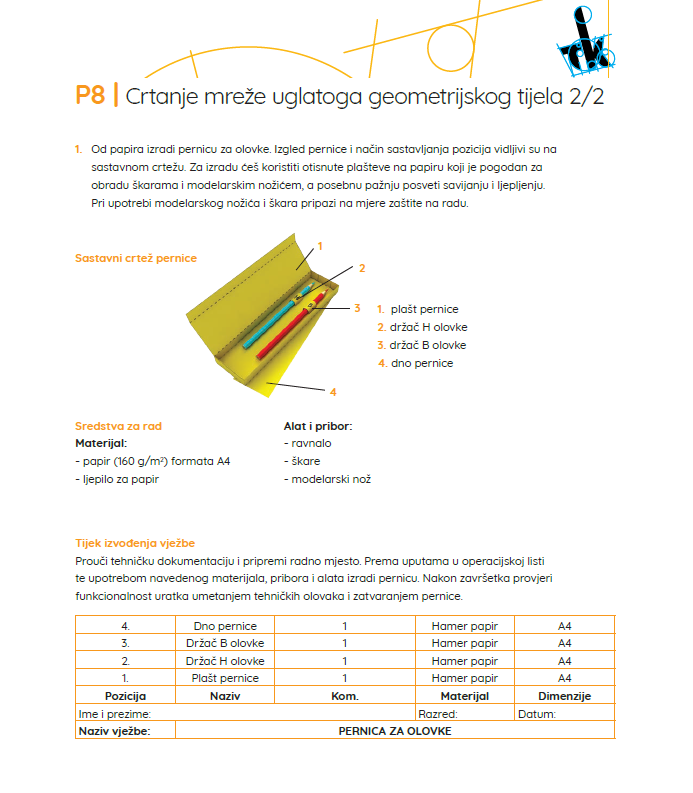 P8 | Crtanje mreže uglatoga geometrijskog tijela 2/2
1. Od papira izradi pernicu za olovke. Izgled pernice i način sastavljanja pozicija vidljivi su na
sastavnom crtežu. Za izradu ćeš koristiti otisnute plašteve na papiru koji je pogodan za
obradu škarama i modelarskim nožićem, a posebnu pažnju posveti savijanju i ljepljenju.
Pri upotrebi modelarskog nožića i škara pripazi na mjere zaštite na radu.
Sastavni crtež pernice
1
2
3
4
1. plašt pernice
2. držač H olovke
3. držač B olovke
4. dno pernice
Sredstva za rad
Materijal:
- papir (160 g/m²) formata A4
- ljepilo za papir
Alat i pribor:
- ravnalo
- škare
- modelarski nož
Tijek izvođenja vježbe
Prouči tehničku dokumentaciju i pripremi radno mjesto. Prema uputama u operacijskoj listi
te upotrebom navedenog materijala, pribora i alata izradi pernicu. Nakon završetka provjeri
funkcionalnost uratka umetanjem tehničkih olovaka i zatvaranjem pernice.
4. Dno pernice 1 Hamer papir A4
3. Držač B olovke 1 Hamer papir A4
2. Držač H olovke 1 Hamer papir A4
1. Plašt pernice 1 Hamer papir A4
Pozicija Naziv Kom. Materijal Dimenzije
Ime i prezime: Razred: Datum:
Naziv vježbe: PERNICA ZA OLOVKE